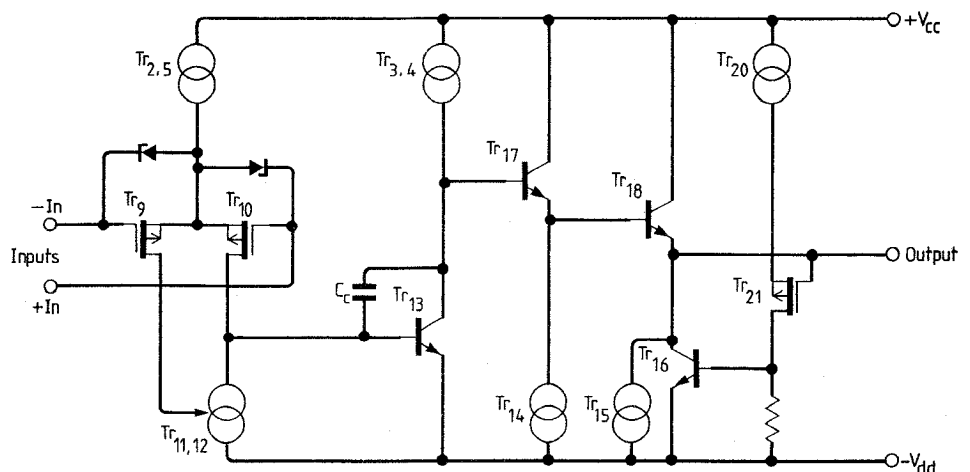 +Vcc
Tr2,5
Tr3,4
Tr20
Tr17
Tr18
Tr9
Tr10
-In
Inputs
+In
Output
Cc
Tr13
Tr21
Tr16
Tr11,12
Tr14
Tr15
-Vdd